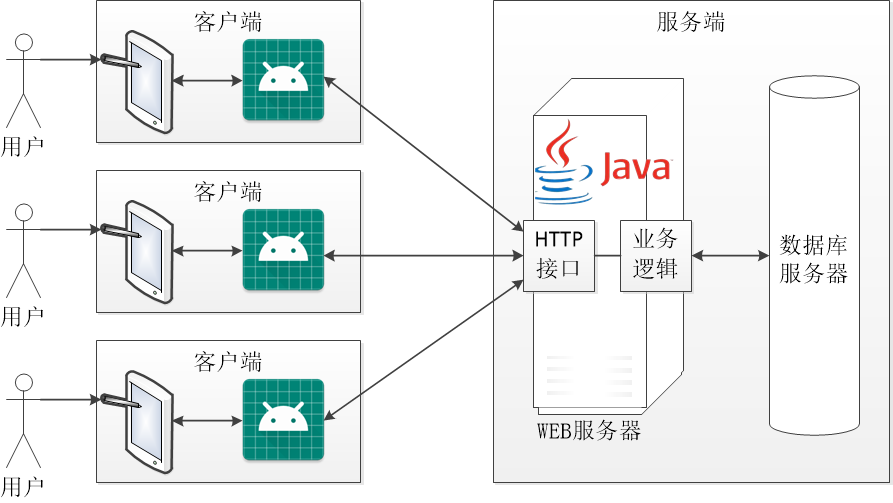 客户端
用户
客户端
用户
客户端
用户
服务端
Java
HTTP
接口
业务
逻辑
数据库
服务器
WEB服务器